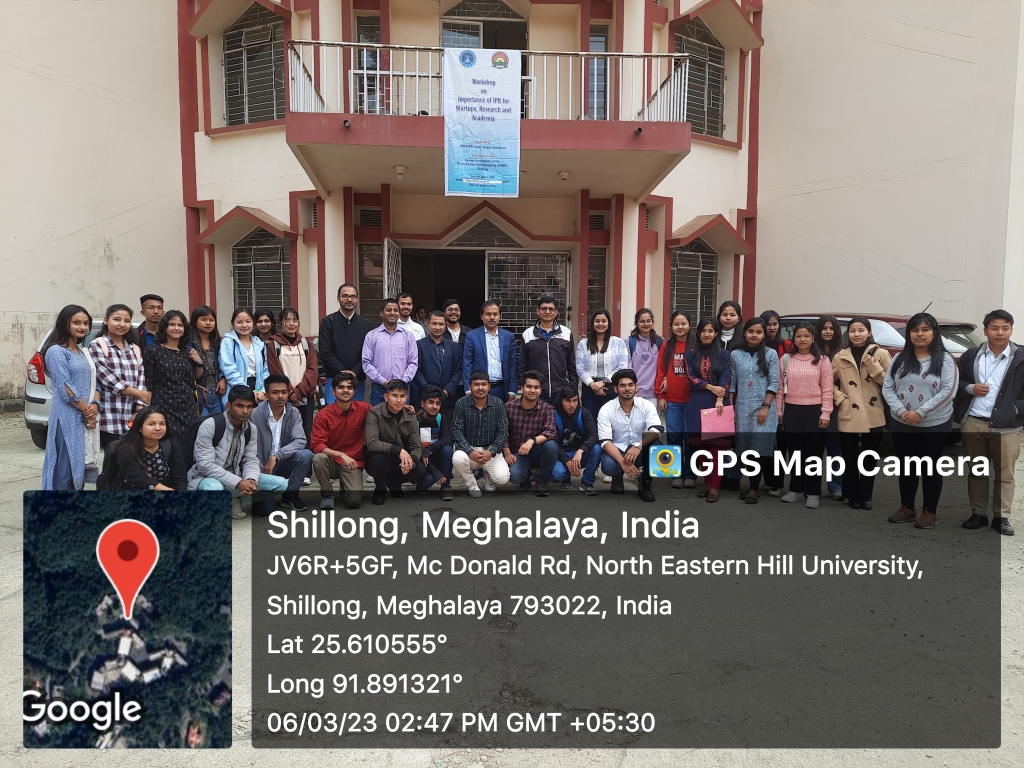 Workshop
on
Importance of IPR for
Startups, Research and
Academia
MAN
GPS Map Camera
Shillong, Meghalaya, India
JV6R+5GF, Mc Donald Rd, North Eastern Hill University,
Shillong, Meghalaya 793022, India
Lat 25.610555°
Long 91.891321°
06/03/23 02:47 PM GMT +05:30
Google